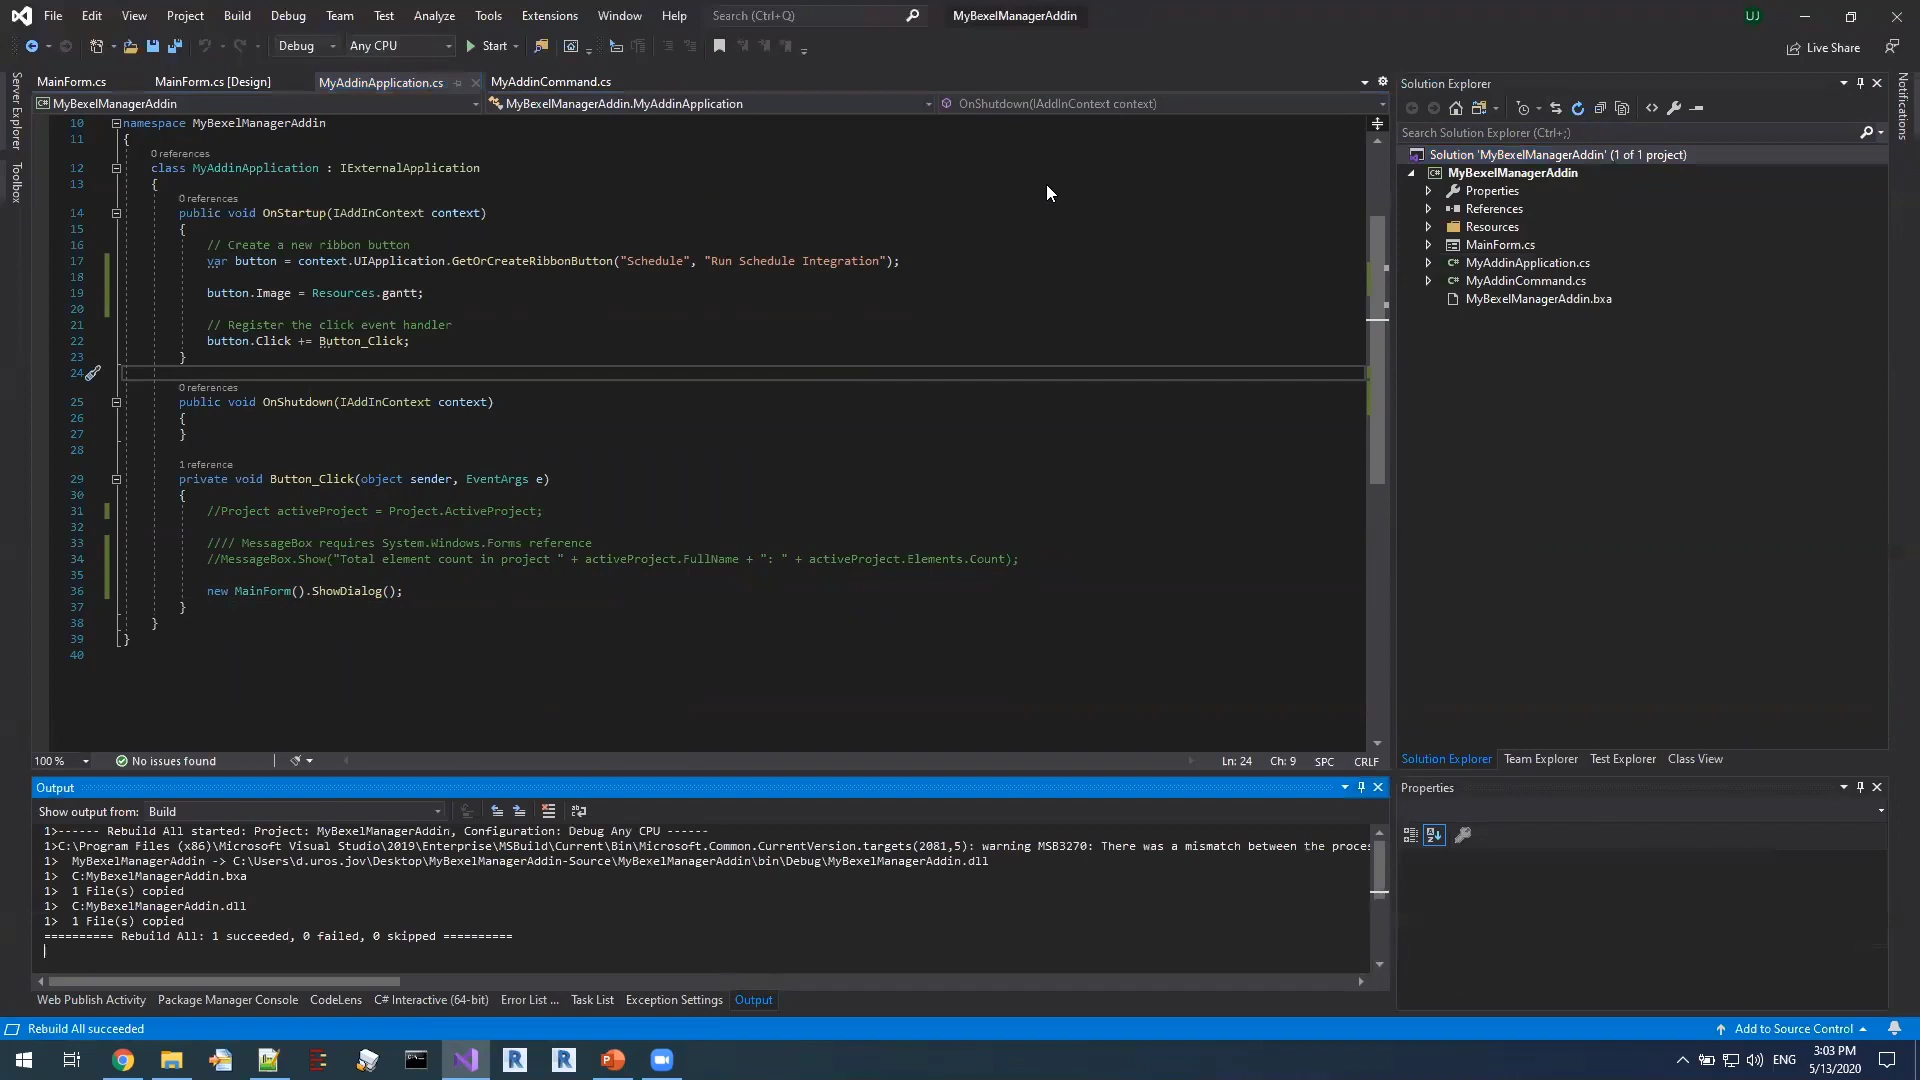 File Edit View Project Build Debug Team Test Analyze Tools Extensions Window Help Search (Ctrl+Q) MyBexelManagerAddin UJ
Debug Any CPU Start Live Share
Server Explorer
Toolbox
Notifications
MainForm.cs MainForm.cs [Design] MyAddinApplication.cs MyAddinCommand.cs
MyBexelManagerAddin MyBexelManagerAddin.MyAddinApplication OnShutdown(IAddInContext context)
10 namespace MyBexelManagerAddin
11 {
0 references
12 class MyAddinApplication : IExternalApplication
13 {
0 references
14 public void OnStartup(IAddInContext context)
15 {
16 // Create a new ribbon button
17 var button = context.UIApplication.GetOrCreateRibbonButton("Schedule", "Run Schedule Integration");
18
19 button.Image = Resources.gantt;
20
21 // Register the click event handler
22 button.Click += Button_Click;
23 }
24
0 references
25 public void OnShutdown(IAddInContext context)
26 {
27 }
28
1 reference
29 private void Button_Click(object sender, EventArgs e)
30 {
31 //Project activeProject = Project.ActiveProject;
32
33 //// MessageBox requires System.Windows.Forms reference
34 //MessageBox.Show("Total element count in project " + activeProject.FullName + ": " + activeProject.Elements.Count);
35
36 new MainForm().ShowDialog();
37 }
38 }
39 }
40
100 % No issues found Ln: 24 Ch: 9 SPC CRLF
Output
Show output from: Build
1>------ Rebuild All started: Project: MyBexelManagerAddin, Configuration: Debug Any CPU ------
1>C:\Program Files (x86)\Microsoft Visual Studio\2019\Enterprise\MSBuild\Current\Bin\Microsoft.Common.CurrentVersion.targets(2081,5): warning MSB3270: There was a mismatch between the proces
1> MyBexelManagerAddin -> C:\Users\d.uros.jov\Desktop\MyBexelManagerAddin-Source\MyBexelManagerAddin\bin\Debug\MyBexelManagerAddin.dll
1> C:MyBexelManagerAddin.bxa
1> 1 File(s) copied
1> C:MyBexelManagerAddin.dll
1> 1 File(s) copied
========== Rebuild All: 1 succeeded, 0 failed, 0 skipped ==========
Web Publish Activity Package Manager Console CodeLens C# Interactive (64-bit) Error List ... Task List Exception Settings Output
Solution Explorer
Search Solution Explorer (Ctrl+;)
Solution 'MyBexelManagerAddin' (1 of 1 project)
MyBexelManagerAddin
Properties
References
Resources
MainForm.cs
MyAddinApplication.cs
MyAddinCommand.cs
MyBexelManagerAddin.bxa
Solution Explorer Team Explorer Test Explorer Class View
Properties
Rebuild All succeeded Add to Source Control
ENG 3:03 PM
5/13/2020